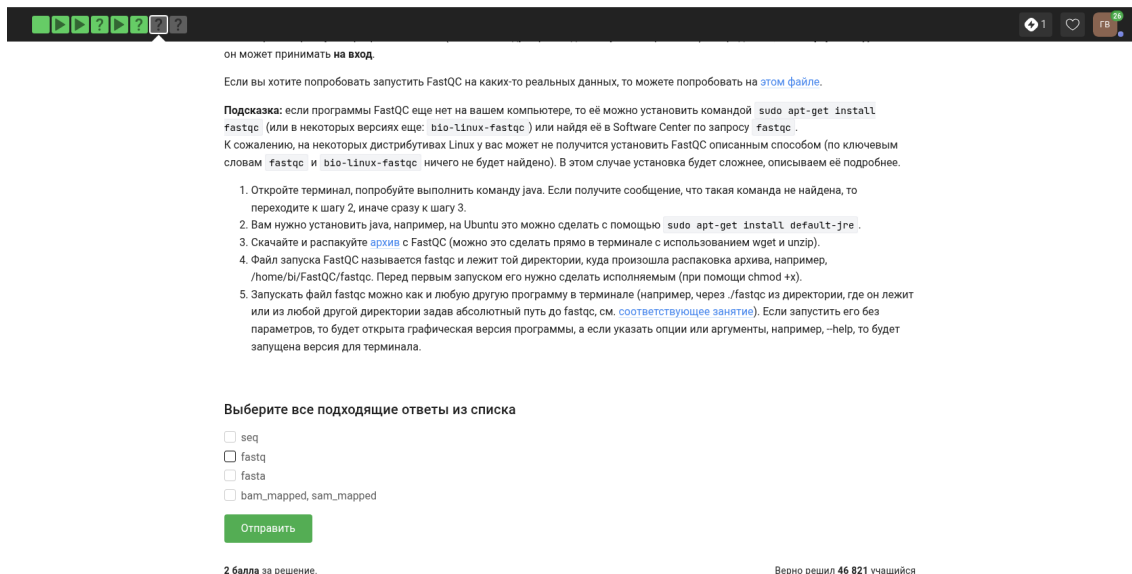 ? ? ? ?
1
ГВ
26
он может принимать на вход.
Если вы хотите попробовать запустить FastQC на каких-то реальных данных, то можете попробовать на этом файле.
Подсказка: если программы FastQC еще нет на вашем компьютере, то её можно установить командой sudo apt-get install
fastqc (или в некоторых версиях еще: bio-linux-fastqc ) или найдя её в Software Center по запросу fastqc .
К сожалению, на некоторых дистрибутивах Linux у вас может не получится установить FastQC описанным способом (по ключевым
словам fastqc и bio-linux-fastqc ничего не будет найдено). В этом случае установка будет сложнее, описываем её подробнее.
1. Откройте терминал, попробуйте выполнить команду java. Если получите сообщение, что такая команда не найдена, то
переходите к шагу 2, иначе сразу к шагу 3.
2. Вам нужно установить java, например, на Ubuntu это можно сделать с помощью sudo apt-get install default-jre .
3. Скачайте и распакуйте архив с FastQC (можно это сделать прямо в терминале с использованием wget и unzip).
4. Файл запуска FastQC называется fastqc и лежит той директории, куда произошла распаковка архива, например,
/home/bi/FastQC/fastqc. Перед первым запуском его нужно сделать исполняемым (при помощи chmod +x).
5. Запускать файл fastqc можно как и любую другую программу в терминале (например, через ./fastqc из директории, где он лежит
или из любой другой директории задав абсолютный путь до fastqc, см. соответствующее занятие). Если запустить его без
параметров, то будет открыта графическая версия программы, а если указать опции или аргументы, например, –help, то будет
запущена версия для терминала.
Выберите все подходящие ответы из списка
seq
fastq
fasta
bam_mapped, sam_mapped
Отправить
2 балла за решение.
Верно решил 46 821 учащийся